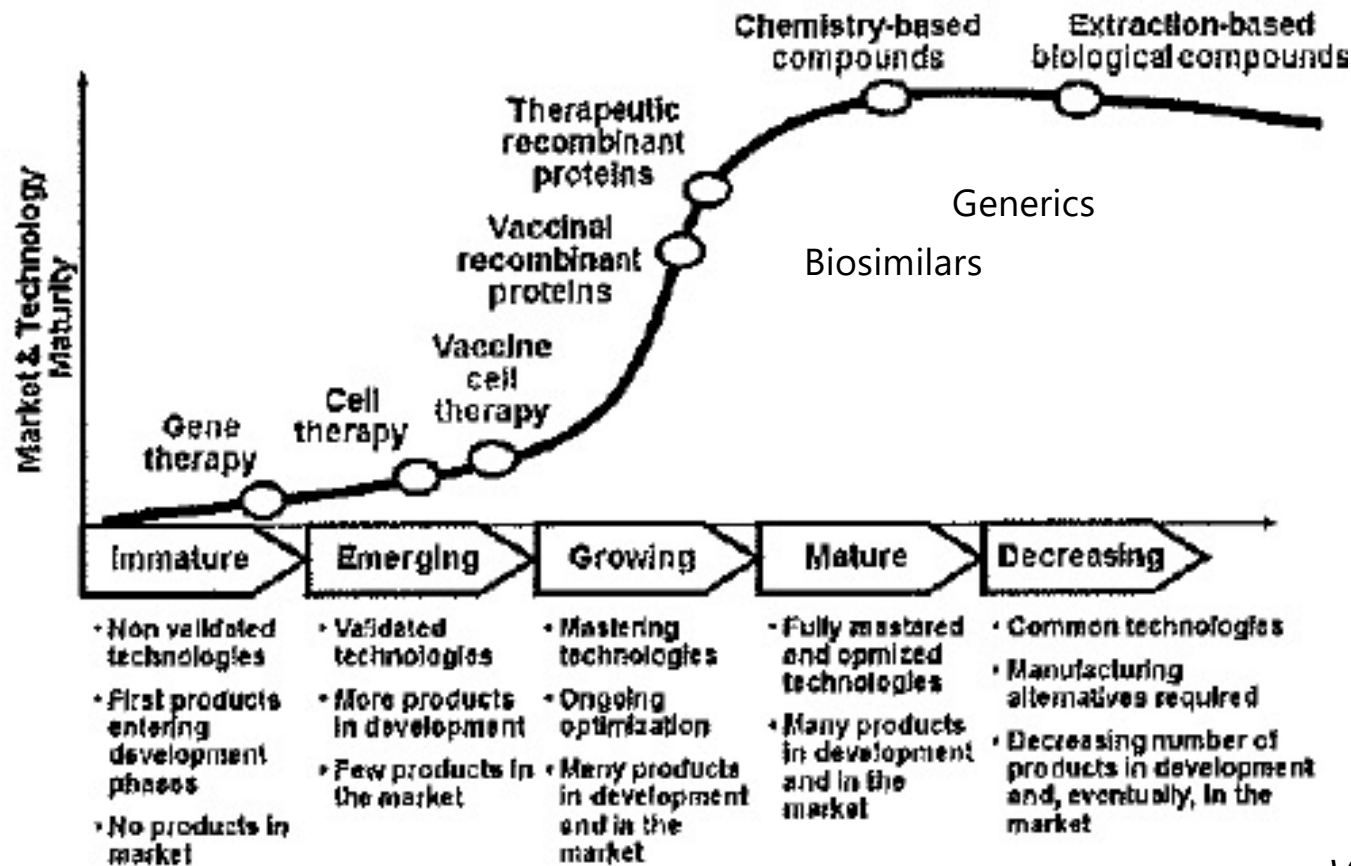 Chemistry-based
compounds
Extraction-based
biological compounds
Therapeutic
recombinant
proteins
Generics
Vaccinal
recombinant
proteins
Biosimilars
Vaccine
cell
therapy
Cell
therapy
Gene
therapy
Market & Technology
Maturity
Immature
Emerging
Growing
Mature
Decreasing
• Non validated
technologies
• First products
entering
development
phases
• No products in
market
• Validated
technologies
• More products
in development
• Few products in
the market
• Mastering
technologies
• Ongoing
optimization
• Many products
in development
and in the
market
• Fully mastered
and opmized
technologies
• Many products
in development
and in the
market
• Common technologies
• Manufacturing
alternatives required
• Decreasing number of
products in development
and, eventually, in the
market